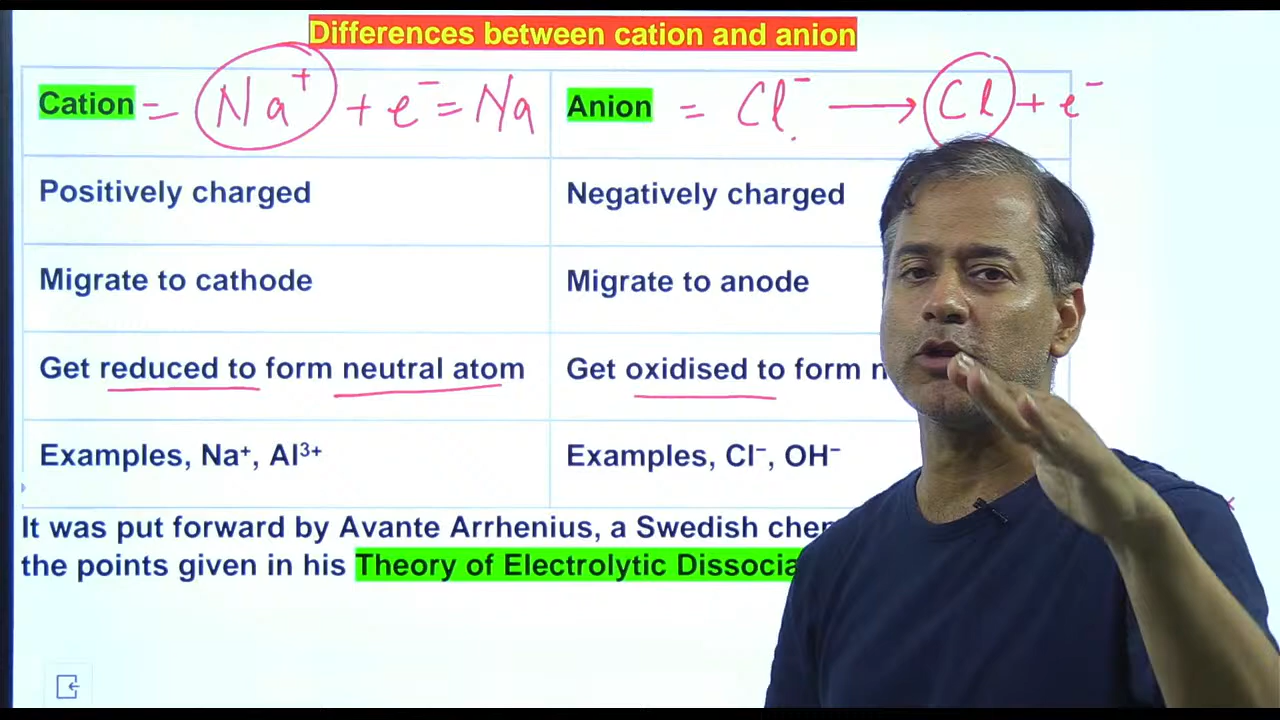 Differences between cation and anion
Cation = Na⁺ + e⁻ = Na
Anion = Cl⁻ → Cl + e⁻
Positively charged
Negatively charged
Migrate to cathode
Migrate to anode
Get reduced to form neutral atom
Get oxidised to form
Examples, Na⁺, Al³⁺
Examples, Cl⁻, OH⁻
It was put forward by Avante Arrhenius, a Swedish
the points given in his Theory of Electrolytic